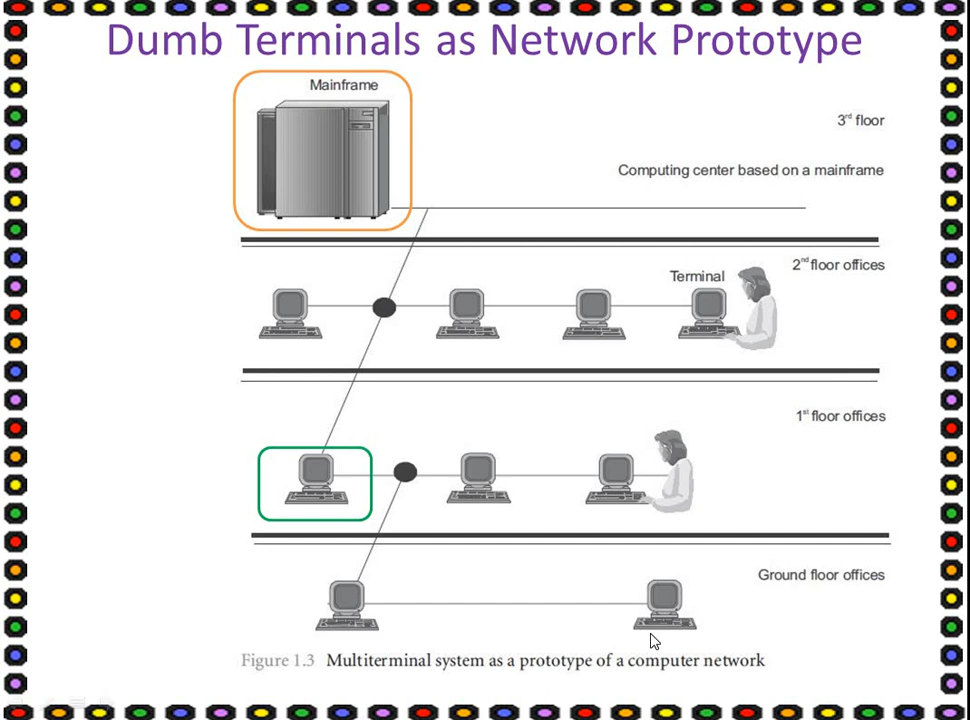 Dumb Terminals as Network Prototype
Mainframe
3rd floor
Computing center based on a mainframe
2nd floor offices
Terminal
1st floor offices
Ground floor offices
Figure 1.3 Multiterminal system as a prototype of a computer network